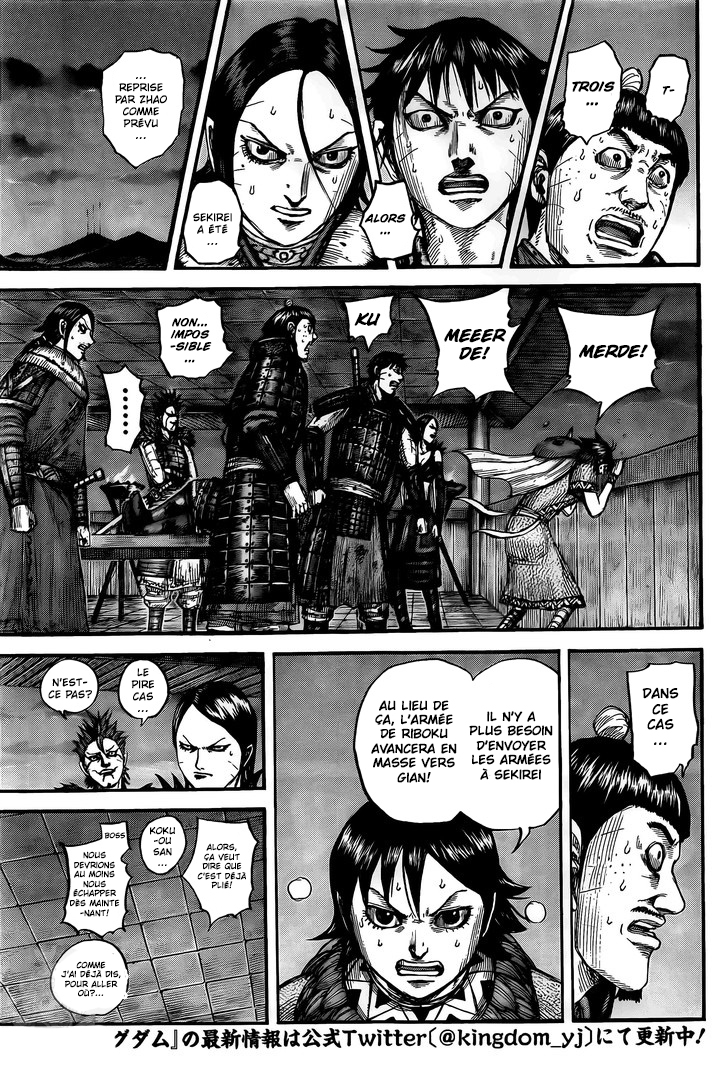 T-
TROIS
...
ALORS
...
SEKIREI
A ÉTÉ
...
REPRISE
PAR ZHAO
COMME
PRÉVU
MERDE!
MEEER
DE!
KU
NON...
IMPOS
-SIBLE
...
......
DANS
CE
CAS
...
IL N'Y A
PLUS BESOIN
D'ENVOYER
LES ARMÉES
À SEKIREI
AU LIEU DE
ÇA, L'ARMÉE
DE RIBOKU
AVANCERA EN
MASSE VERS
GIAN!
LE
PIRE
CAS
...
N'EST-
CE PAS?
ALORS,
ÇA VEUT
DIRE QUE
C'EST DÉJÀ
PLIÉ!
KOKU
-OU
SAN
...
BOSS
NOUS
DEVRIONS
AU MOINS
NOUS
ÉCHAPPER
DÈS MAINTE
-NANT!
COMME
J'AI DÉJÀ DIS,
POUR ALLER
OÙ?...
グダム』の最新情報は公式Twitter(@kingdom_yj)にて更新中!